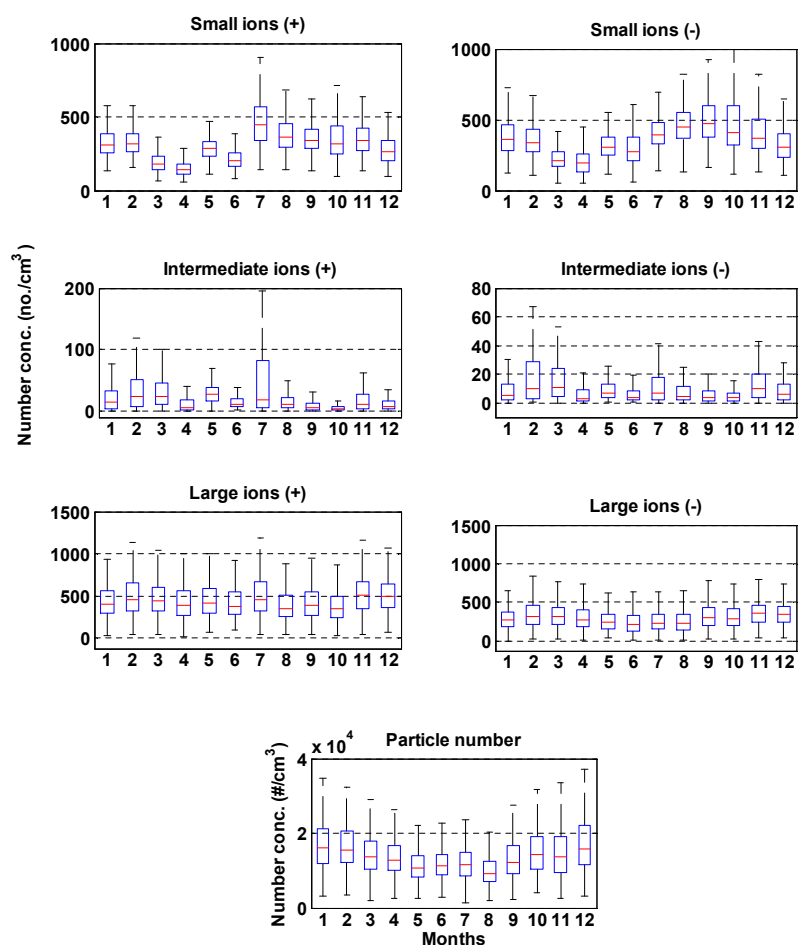 Small ions (+)
1000
500
0
1 2 3 4 5 6 7 8 9 10 11 12
Small ions (-)
1000
500
0
1 2 3 4 5 6 7 8 9 10 11 12
Number conc. (no./cm³)
Intermediate ions (+)
200
100
0
1 2 3 4 5 6 7 8 9 10 11 12
Intermediate ions (-)
80
60
40
20
0
1 2 3 4 5 6 7 8 9 10 11 12
Large ions (+)
1500
1000
500
0
1 2 3 4 5 6 7 8 9 10 11 12
Large ions (-)
1500
1000
500
0
1 2 3 4 5 6 7 8 9 10 11 12
Particle number
x 10⁴
Number conc. (#/cm³)
4
2
0
1 2 3 4 5 6 7 8 9 10 11 12
Months